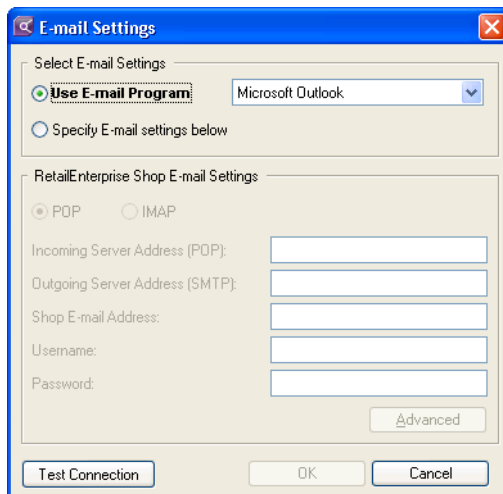 E-mail Settings
Select E-mail Settings
Use E-mail Program Microsoft Outlook
Specify E-mail settings below
RetailEnterprise Shop E-mail Settings
POP IMAP
Incoming Server Address (POP):
Outgoing Server Address (SMTP):
Shop E-mail Address:
Username:
Password:
Advanced
Test Connection OK Cancel